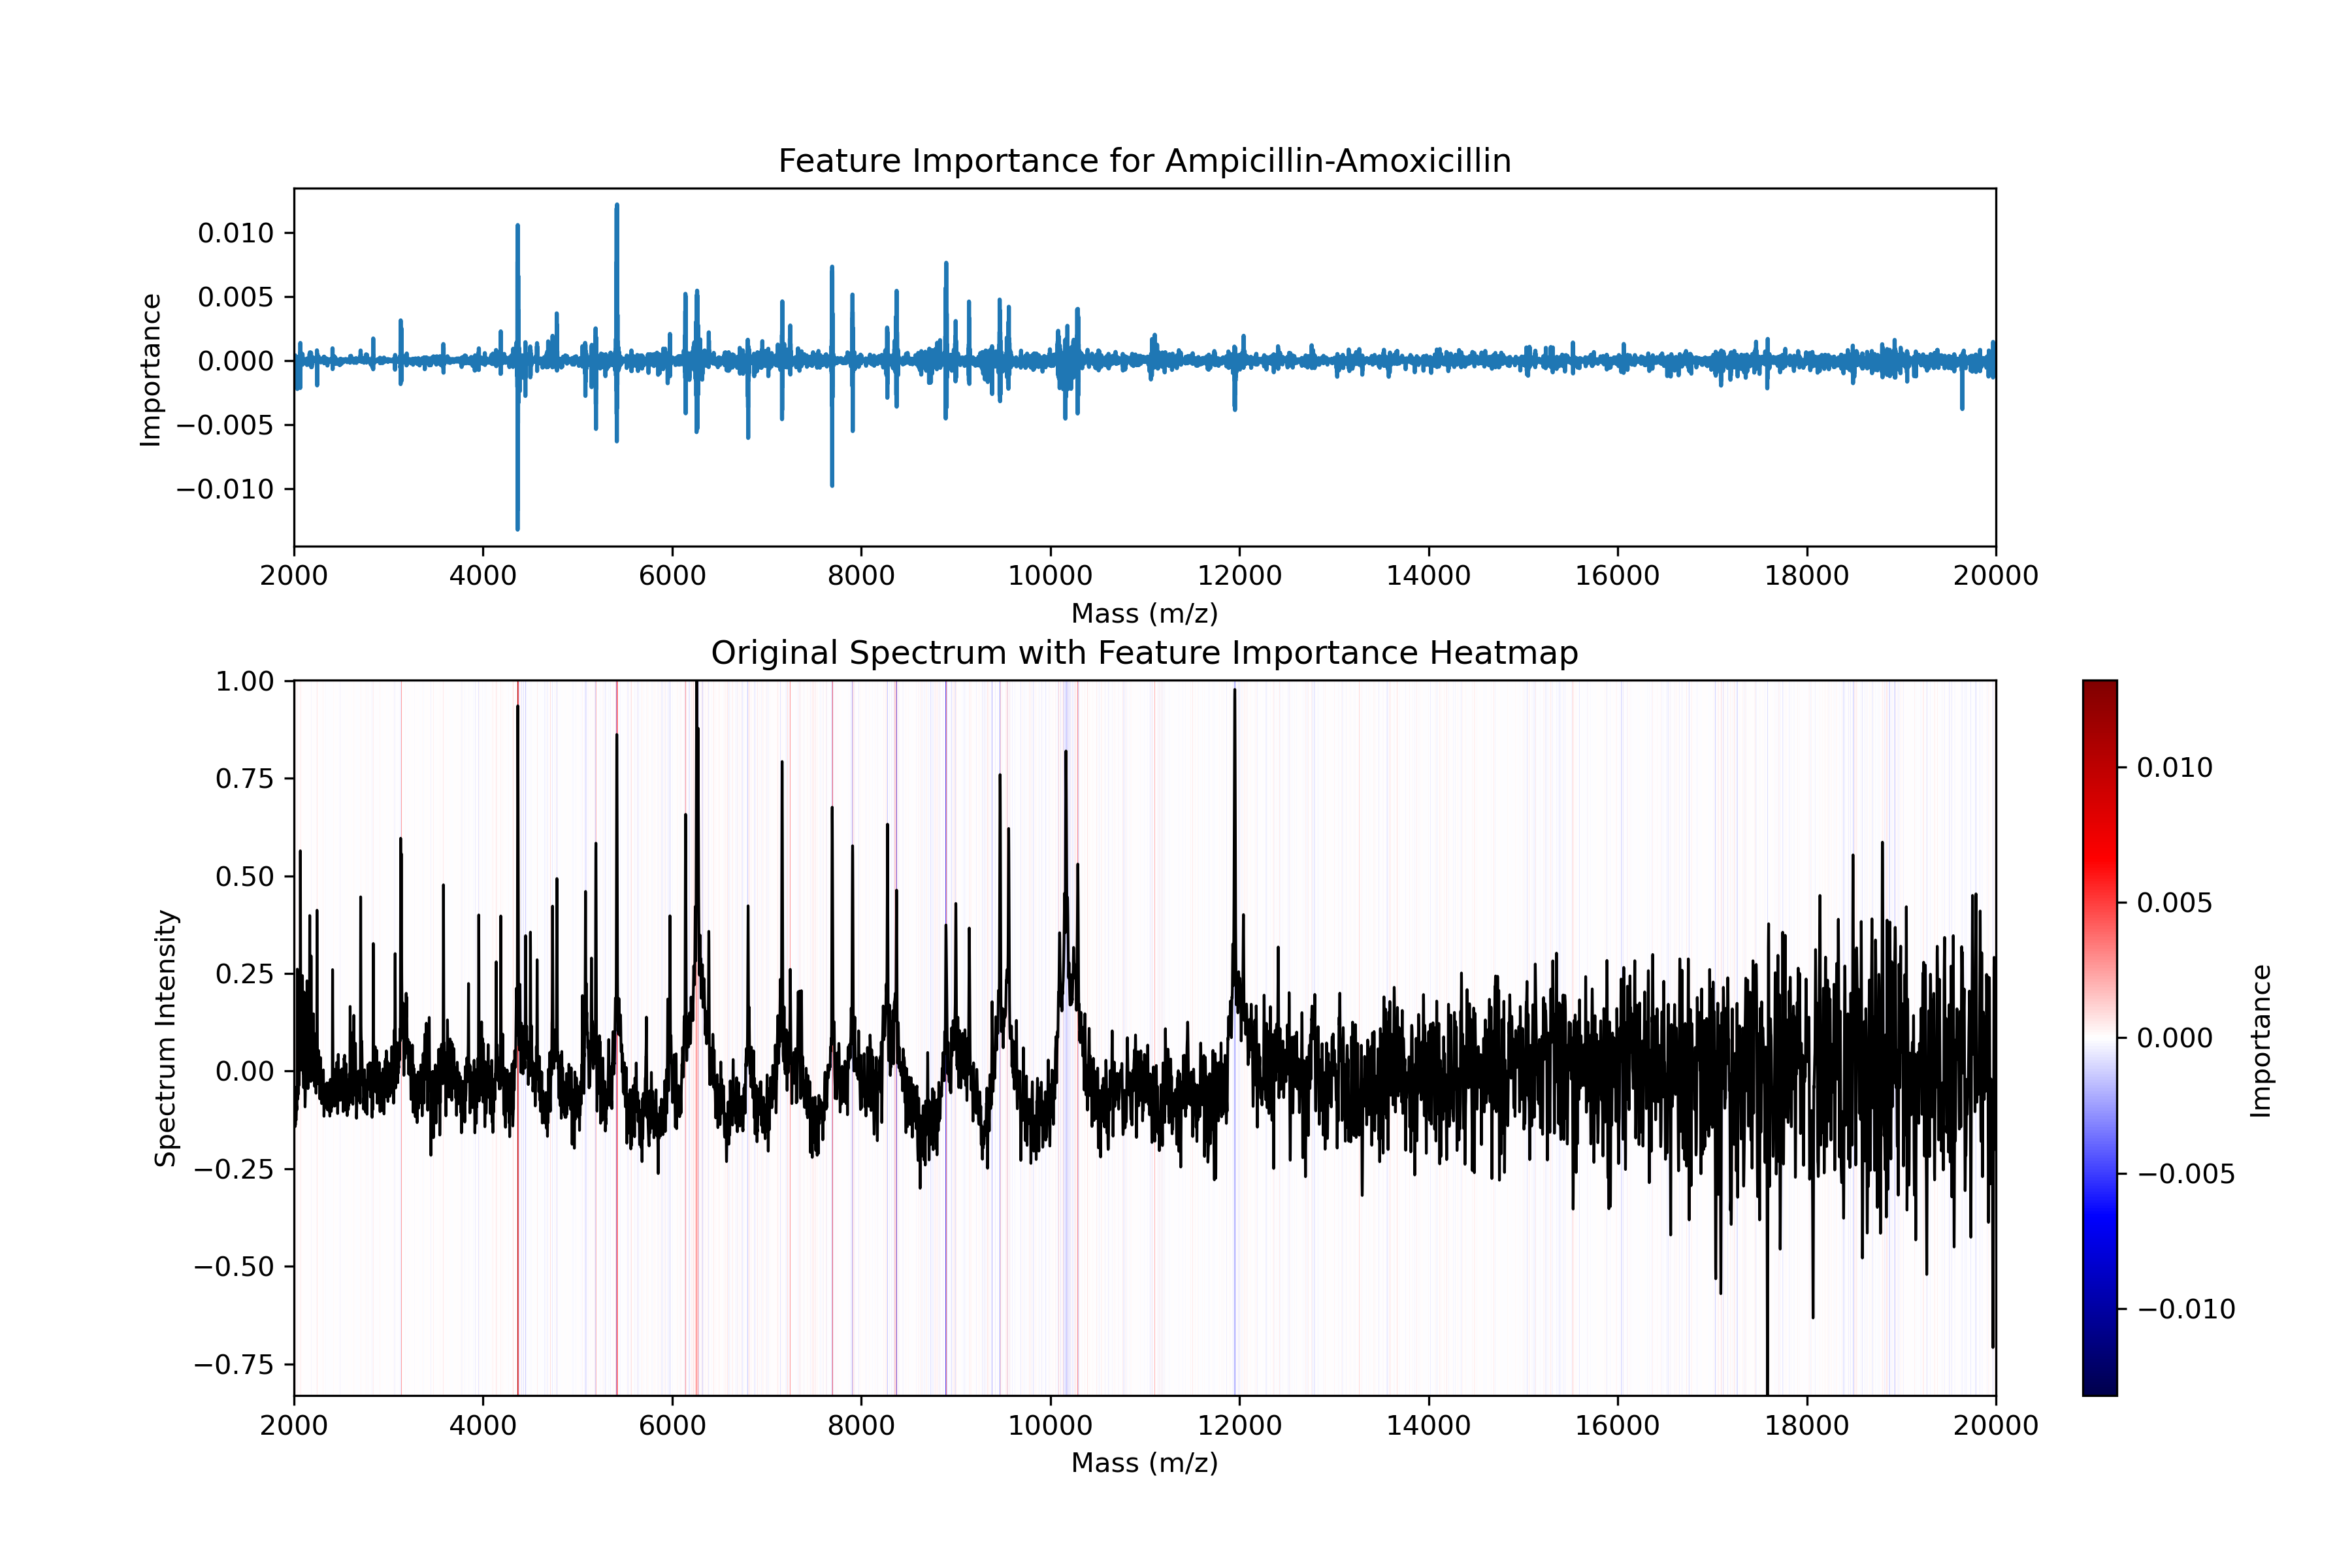 Feature Importance for Ampicillin-Amoxicillin
0.010
0.005
0.000
−0.005
−0.010
Importance
2000 4000 6000 8000 10000 12000 14000 16000 18000 20000
Mass (m/z)
Original Spectrum with Feature Importance Heatmap
1.00
0.75
0.50
0.25
0.00
−0.25
−0.50
−0.75
Spectrum Intensity
2000 4000 6000 8000 10000 12000 14000 16000 18000 20000
Mass (m/z)
0.010
0.005
0.000
−0.005
−0.010
Importance